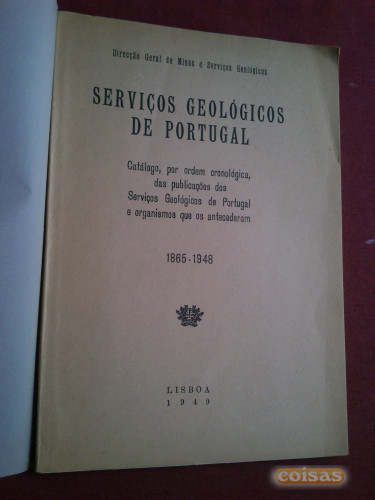 Direcção Geral de Minas e Serviços Geológicos
SERVIÇOS GEOLÓGICOS
DE PORTUGAL
Catálogo, por ordem cronológica,
das publicações dos
Serviços Geológicos de Portugal
e organismos que os antecederam
1865-1948
LISBOA
1949
coisas